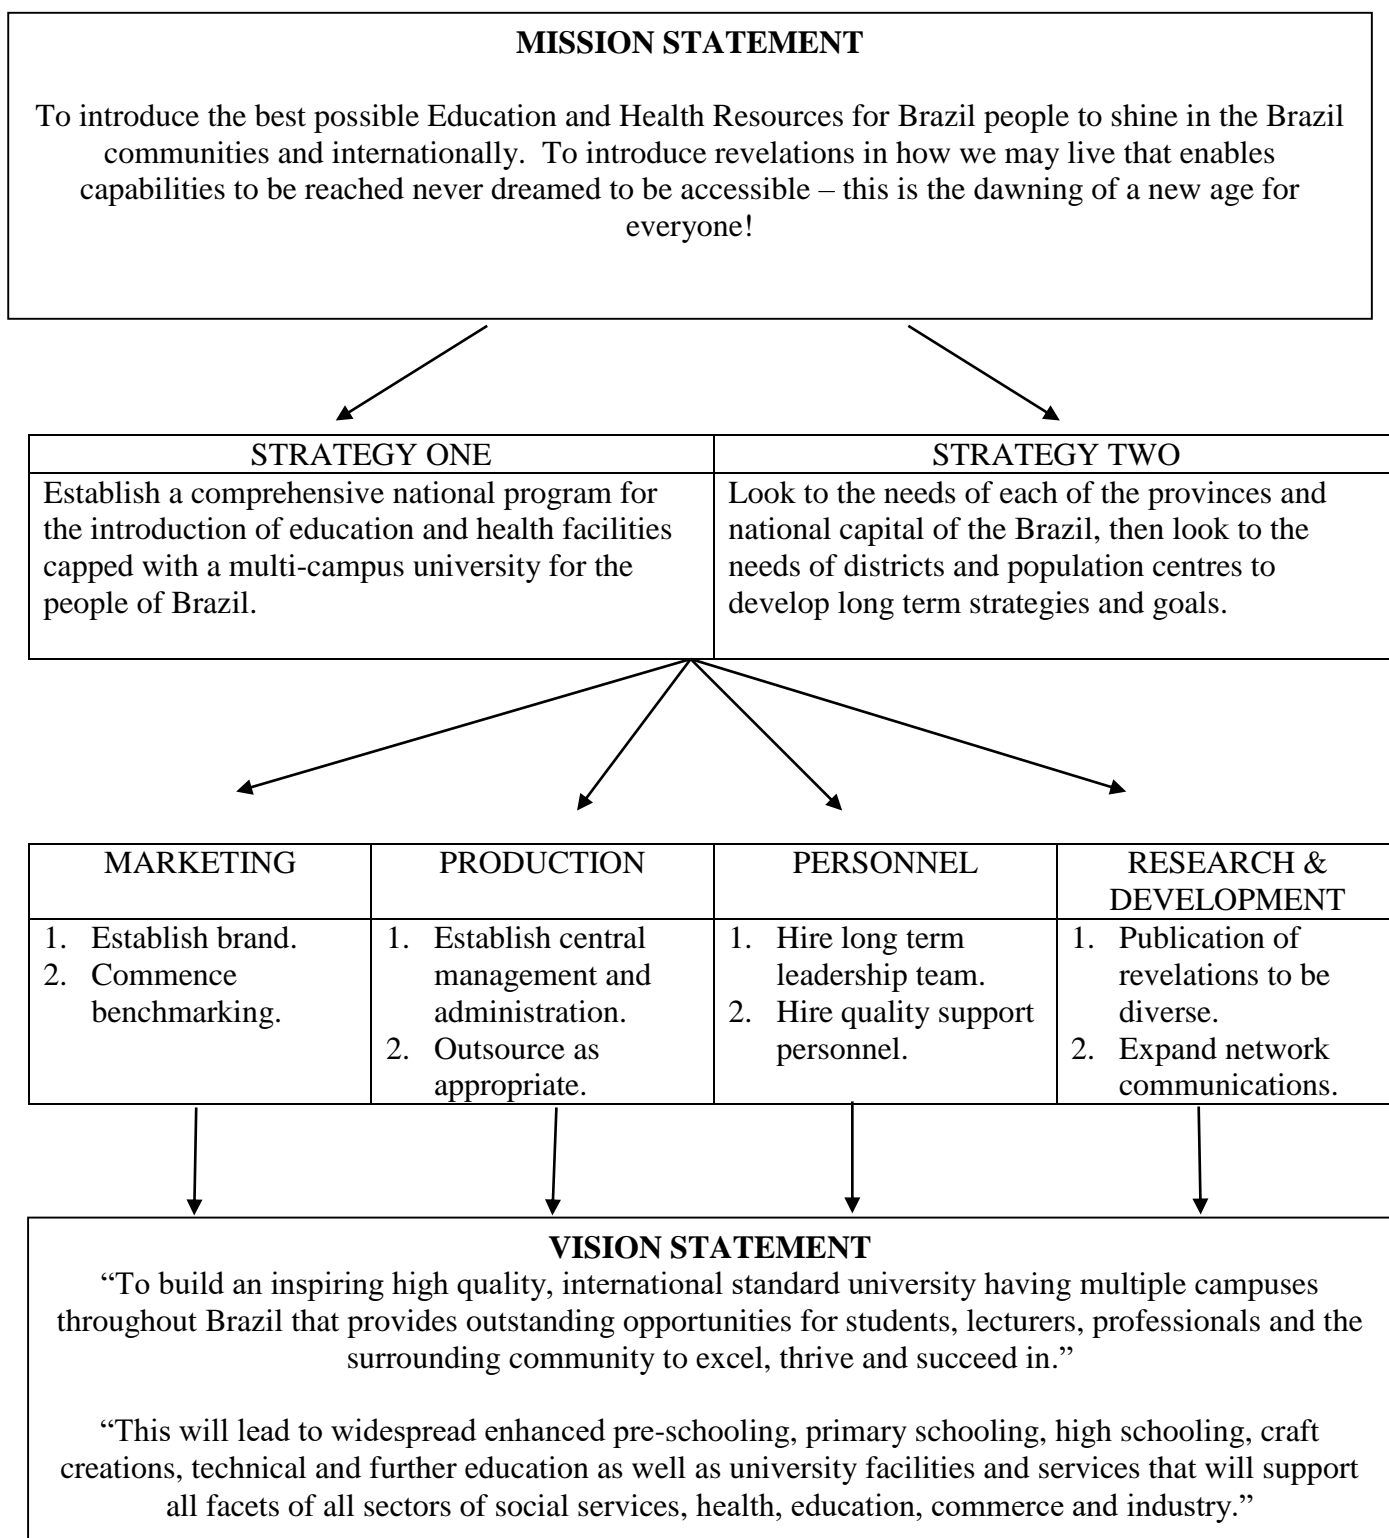 MISSION STATEMENT
To introduce the best possible Education and Health Resources for Brazil people to shine in the Brazil
communities and internationally.  To introduce revelations in how we may live that enables
capabilities to be reached never dreamed to be accessible – this is the dawning of a new age for
everyone!
STRATEGY ONE
Establish a comprehensive national program for
the introduction of education and health facilities
capped with a multi-campus university for the
people of Brazil.
STRATEGY TWO
Look to the needs of each of the provinces and
national capital of the Brazil, then look to the
needs of districts and population centres to
develop long term strategies and goals.
MARKETING
1. Establish brand.
2. Commence
benchmarking.
PRODUCTION
1. Establish central
management and
administration.
2. Outsource as
appropriate.
PERSONNEL
1. Hire long term
leadership team.
2. Hire quality support
personnel.
RESEARCH &
DEVELOPMENT
1. Publication of
revelations to be
diverse.
2. Expand network
communications.
VISION STATEMENT
“To build an inspiring high quality, international standard university having multiple campuses
throughout Brazil that provides outstanding opportunities for students, lecturers, professionals and the
surrounding community to excel, thrive and succeed in.”
“This will lead to widespread enhanced pre-schooling, primary schooling, high schooling, craft
creations, technical and further education as well as university facilities and services that will support
all facets of all sectors of social services, health, education, commerce and industry.”